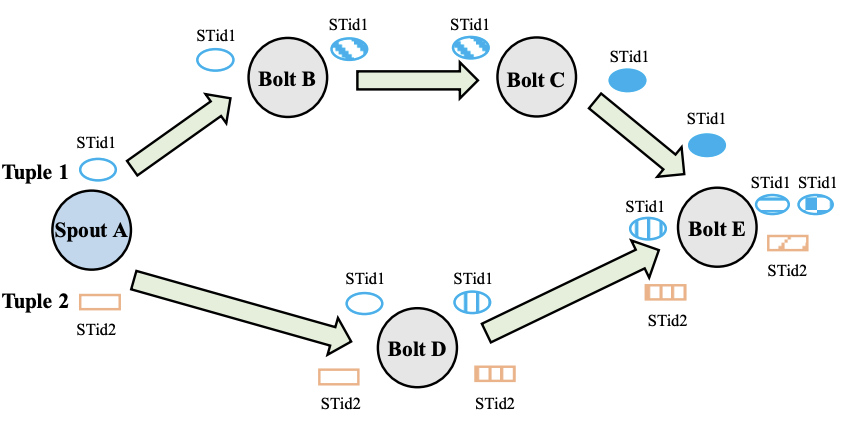 STid1
STid1
STid1
Bolt B
Bolt C
STid1
STid1
STid1
Tuple 1
Spout A
STid1
STid1
STid1
Bolt E
STid2
STid1
STid1
Tuple 2
STid2
STid2
Bolt D
STid2
STid2